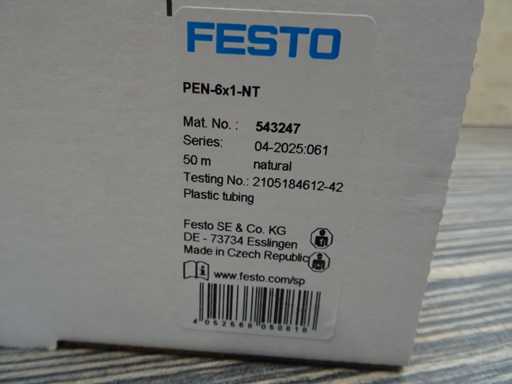 FESTO
PEN-6x1-NT
Mat. No. : 543247
Series: 04-2025:061
50 m natural
Testing No.: 2105184612-42
Plastic tubing
Festo SE & Co. KG
DE - 73734 Esslingen
Made in Czech Republic
www.festo.com/sp